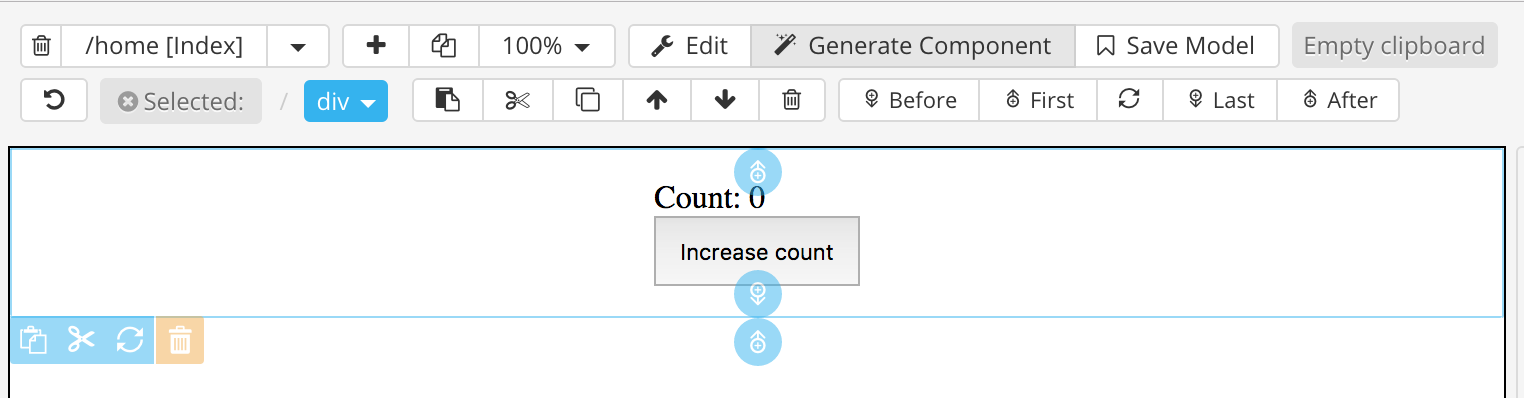 /home [Index] 100% Edit Generate Component Save Model Empty clipboard
Selected: / div Before First Last After
Count: 0
Increase count